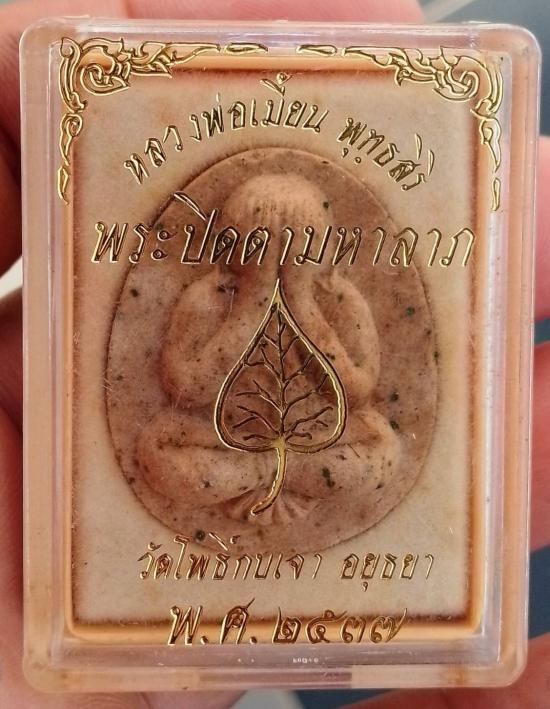 หลวงพ่อเมี้ยน พุทฺธสิริ
พระปิดตามหาลาภ
วัดโพธิ์กบเจา อยุธยา
พ.ศ. ๒๕๓๗